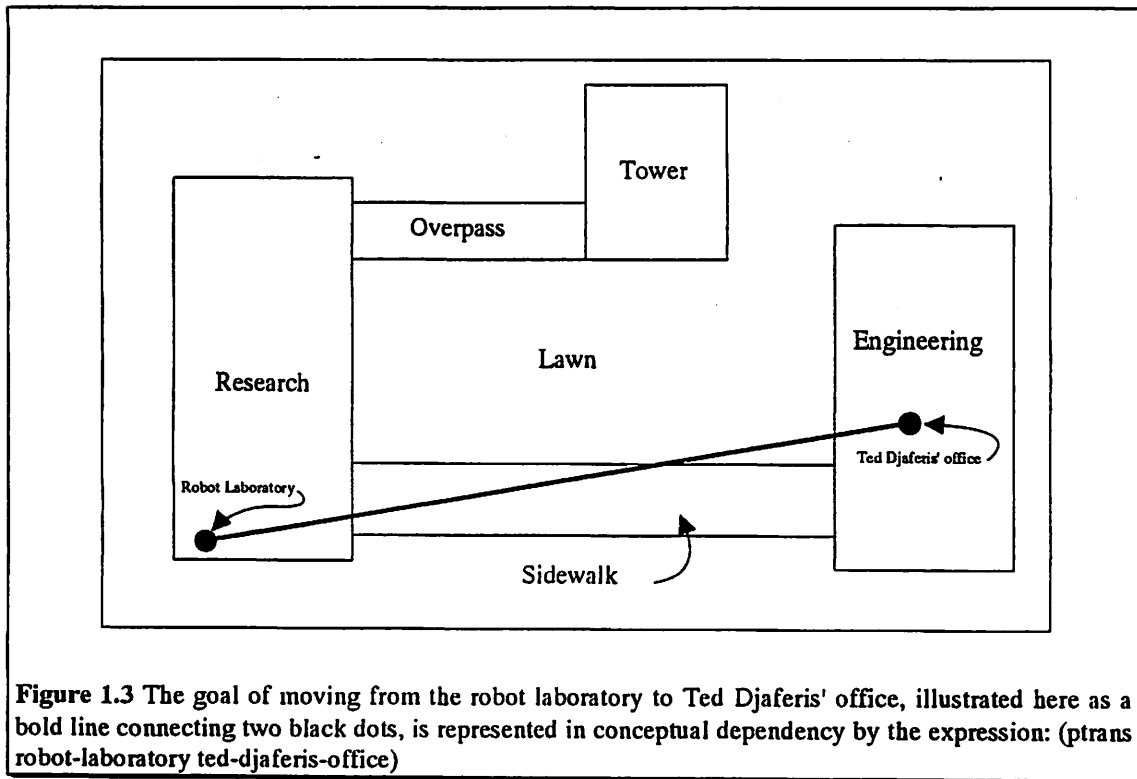 Tower
Overpass
Engineering
Lawn
Research
Ted Djaferis' office
Robot Laboratory
Sidewalk
Figure 1.3 The goal of moving from the robot laboratory to Ted Djaferis' office, illustrated here as a
bold line connecting two black dots, is represented in conceptual dependency by the expression: (ptrans
robot-laboratory ted-djaferis-office)